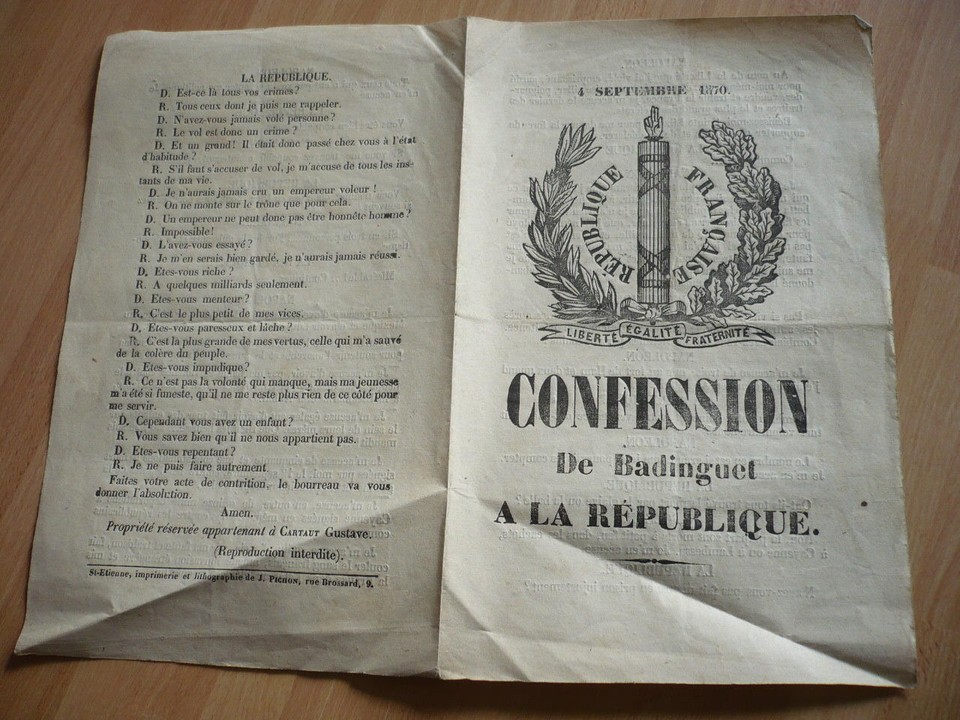 LA RÉPUBLIQUE.
D. Est-ce là tous vos crimes?
R. Tous ceux dont je puis me rappeler.
D. N'avez-vous jamais volé personne?
R. Le vol est donc un crime?
D. Et un grand! Il était donc passé chez vous à l'état
d'habitude?
R. S'il faut s'accuser de vol, je m'accuse de tous les ins-
tants de ma vie.
D. Je n'aurais jamais cru un empereur voleur!
R. On ne monte sur le trône que pour cela.
D. Un empereur ne peut donc pas être honnête homme?
R. Impossible!
D. L'avez-vous essayé?
R. Je m'en serais bien gardé, je n'aurais jamais réussi.
D. Etes-vous riche?
R. A quelques milliards seulement.
D. Etes-vous menteur?
R. C'est le plus petit de mes vices.
D. Etes-vous paresseux et lâche?
R. C'est la plus grande de mes vertus, celle qui m'a sauvé
de la colère du peuple.
D. Etes-vous impudique?
R. Ce n'est pas la volonté qui manque, mais ma jeunesse
m'a été si funeste, qu'il ne me reste plus rien de ce côté pour
me servir.
D. Cependant vous avez un enfant?
R. Vous savez bien qu'il ne nous appartient pas.
D. Etes-vous repentant?
R. Je ne puis faire autrement
Faites votre acte de contrition, le bourreau va vous
donner l'absolution.
Amen.
Propriété réservée appartenant à CARTAUT Gustave.
(Reproduction interdite).
St-Etienne, imprimerie et lithographie de J. PICHON, rue Brossard, 9.
4 SEPTEMBRE 1870.
RÉPUBLIQUE FRANÇAISE
LIBERTÉ ÉGALITÉ FRATERNITÉ
CONFESSION
De Badinguet
A LA RÉPUBLIQUE.